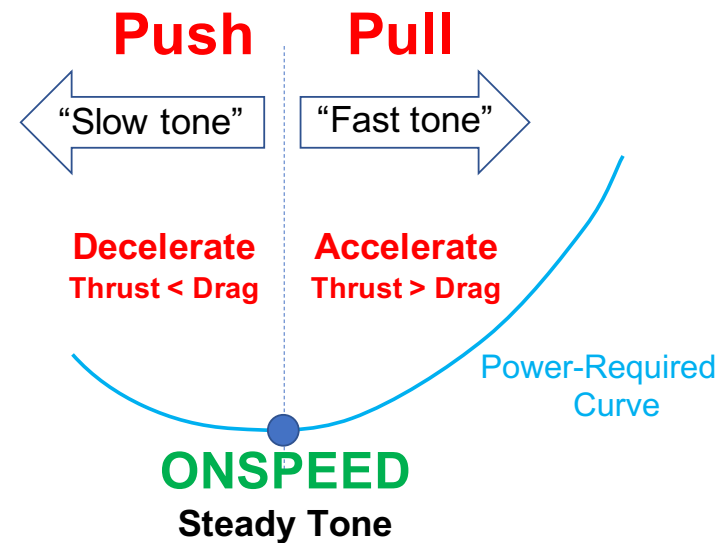 Push Pull
“Slow tone” “Fast tone”
Decelerate Accelerate
Thrust < Drag Thrust > Drag
Power-Required
Curve
ONSPEED
Steady Tone